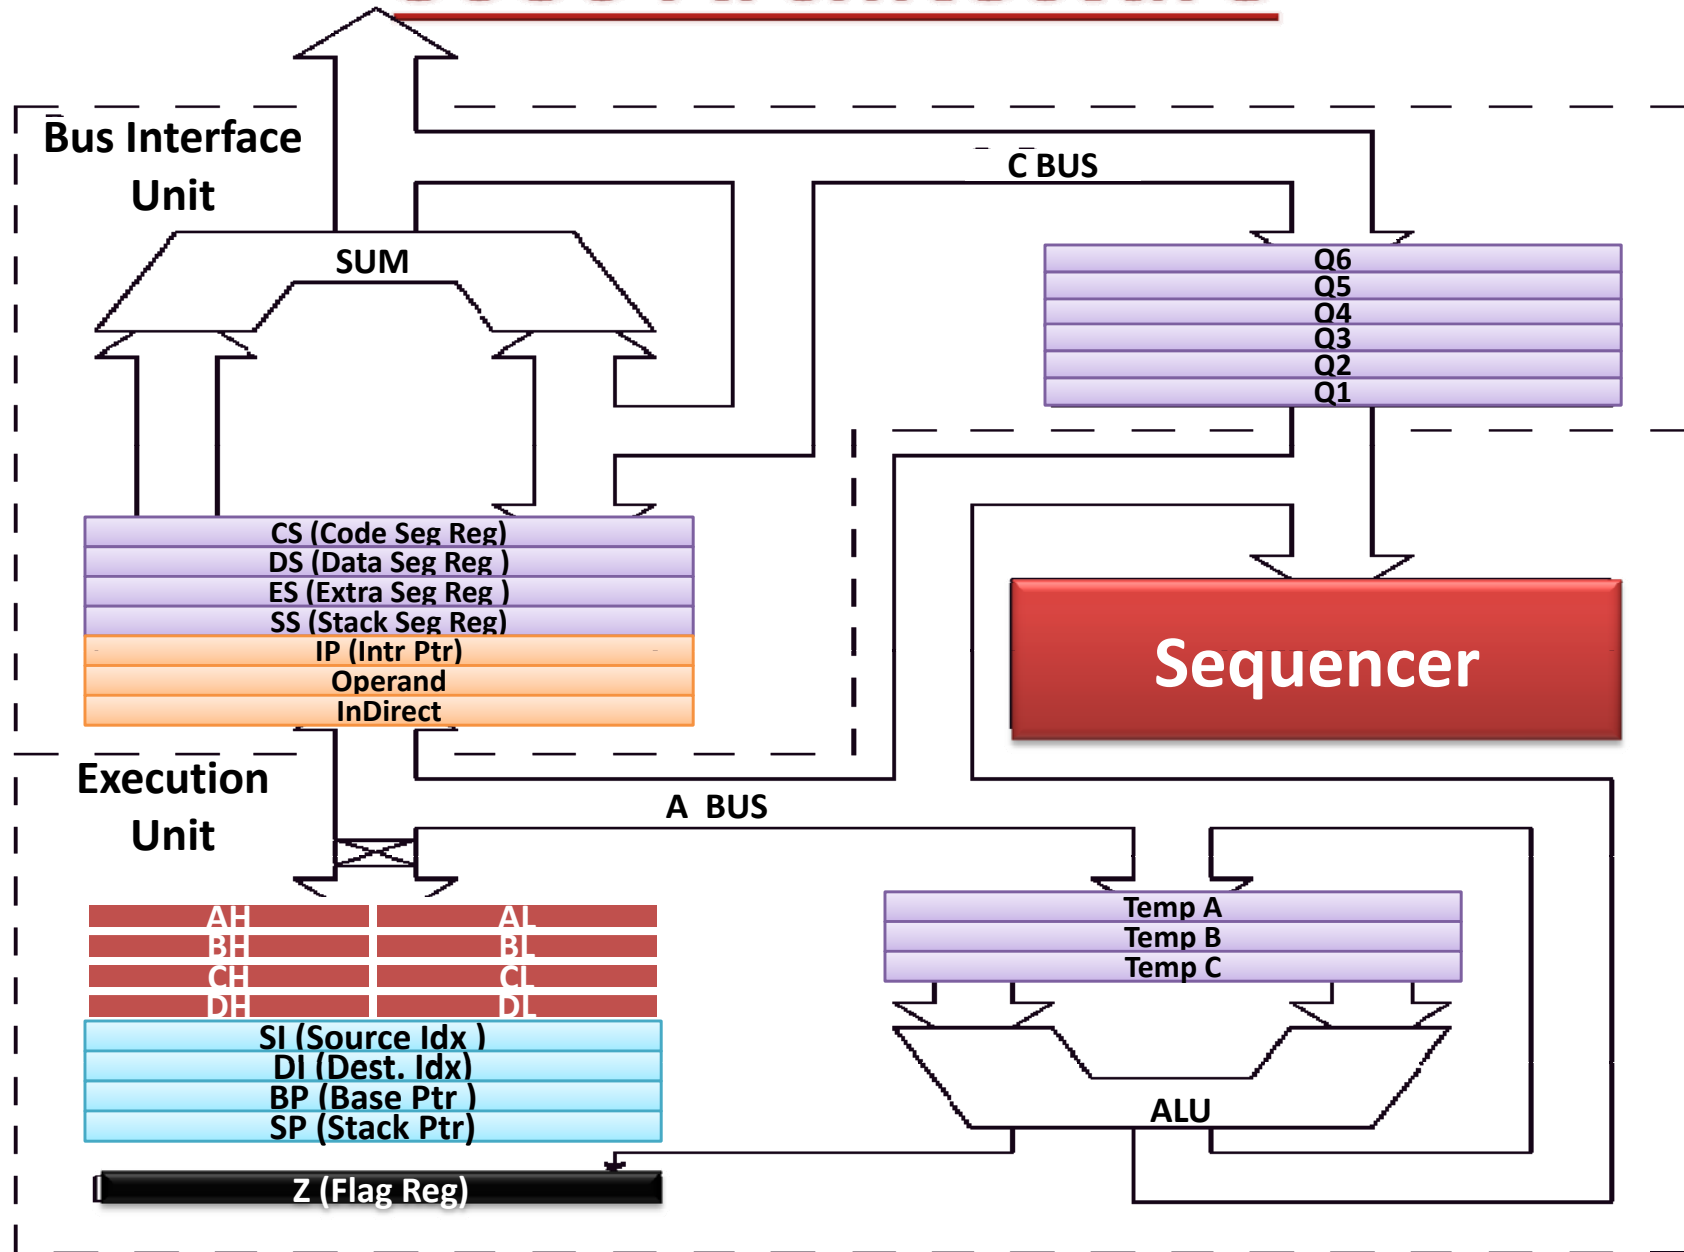 Bus Interface
Unit
C BUS
SUM
Q6
Q5
Q4
Q3
Q2
Q1
CS (Code Seg Reg)
DS (Data Seg Reg )
ES (Extra Seg Reg )
SS (Stack Seg Reg)
IP (Intr Ptr)
Operand
InDirect
Sequencer
Execution
Unit
A BUS
AH AL
BH BL
CH CL
DH DL
SI (Source Idx )
DI (Dest. Idx)
BP (Base Ptr )
SP (Stack Ptr)
Z (Flag Reg)
Temp A
Temp B
Temp C
ALU